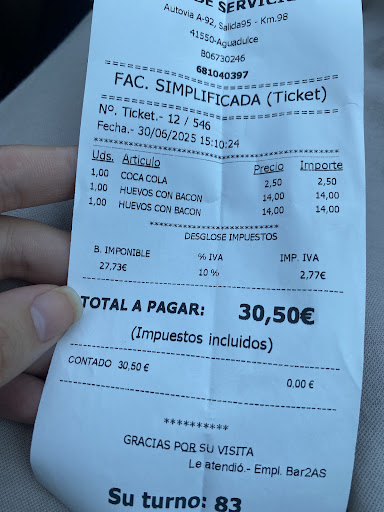 DE SERVICI
Autovia A-92, Salida95 - Km.98
41550-Aguadulce
B06730246
681040397
FAC. SIMPLIFICADA (Ticket)
Nº. Ticket.- 12 / 546
Fecha.- 30/06/2025 15:10:24
Uds. Artículo Precio Importe
1,00 COCA COLA 2,50 2,50
1,00 HUEVOS CON BACON 14,00 14,00
1,00 HUEVOS CON BACON 14,00 14,00
DESGLOSE IMPUESTOS
B. IMPONIBLE % IVA IMP. IVA
27,73€ 10 % 2,77€
TOTAL A PAGAR: 30,50€
(Impuestos incluidos)
CONTADO 30,50 € 0,00 €
**********
GRACIAS POR SU VISITA
Le atendió.- Empl. Bar2AS
Su turno: 83